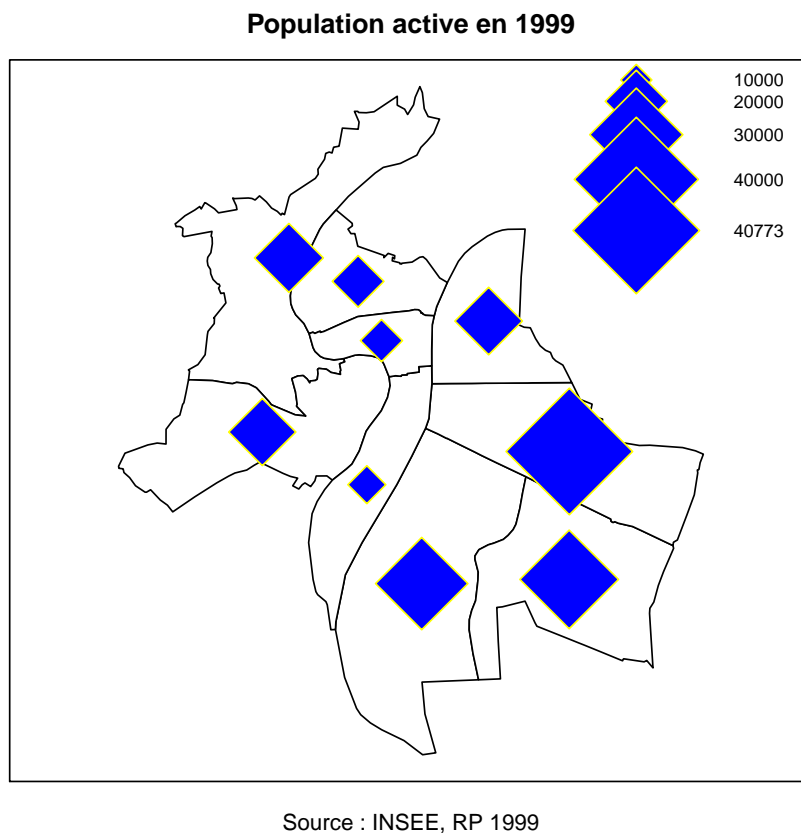 Population active en 1999
10000
20000
30000
40000
40773
Source : INSEE, RP 1999